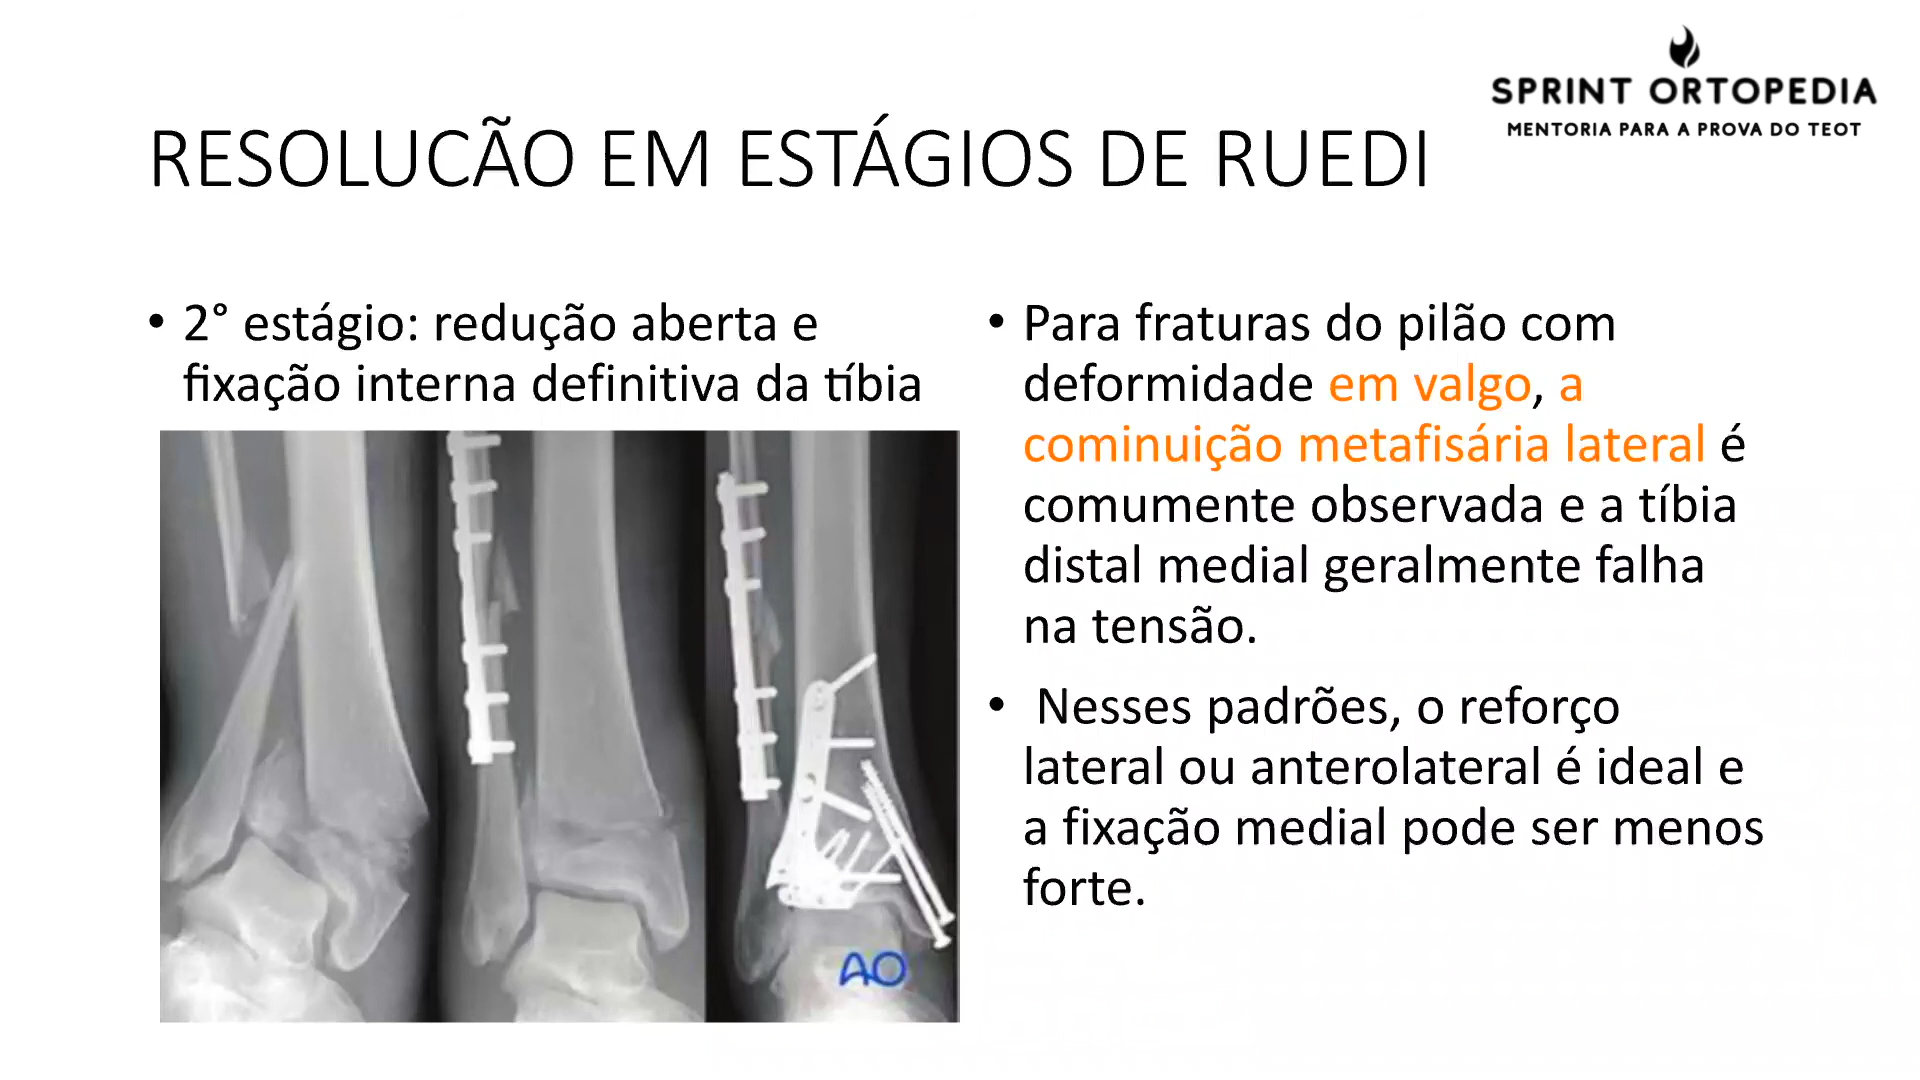 SPRINT ORTOPEDIA
MENTORIA PARA A PROVA DO TEOT
RESOLUCÃO EM ESTÁGIOS DE RUEDI
• 2° estágio: redução aberta e
fixação interna definitiva da tíbia
AO
• Para fraturas do pilão com
deformidade em valgo, a
cominuição metafisária lateral é
comumente observada e a tíbia
distal medial geralmente falha
na tensão.
• Nesses padrões, o reforço
lateral ou anterolateral é ideal e
a fixação medial pode ser menos
forte.